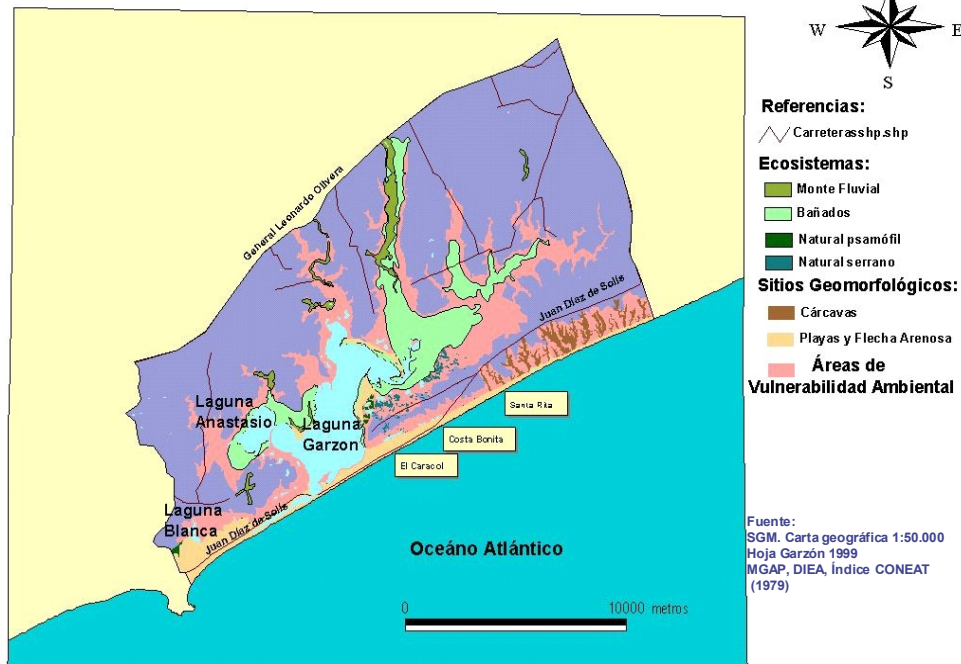 W
E
S
Referencias:
Carreterasshp.shp
Ecosistemas:
Monte Fluvial
Bañados
Natural psamófil
Natural serrano
Sitios Geomorfológicos:
Cárcavas
Playas y Flecha Arenosa
Áreas de
Vulnerabilidad Ambiental
General Leonardo Olivera
Juan Díaz de Solís
Laguna
Anastasio
Laguna
Garzon
Santa Rita
Costa Bonita
El Caracol
Laguna
Blanca
Juan Díaz de Solís
Oceáno Atlántico
0
10000 metros
Fuente:
SGM. Carta geográfica 1:50.000
Hoja Garzón 1999
MGAP, DIEA, Índice CONEAT
(1979)